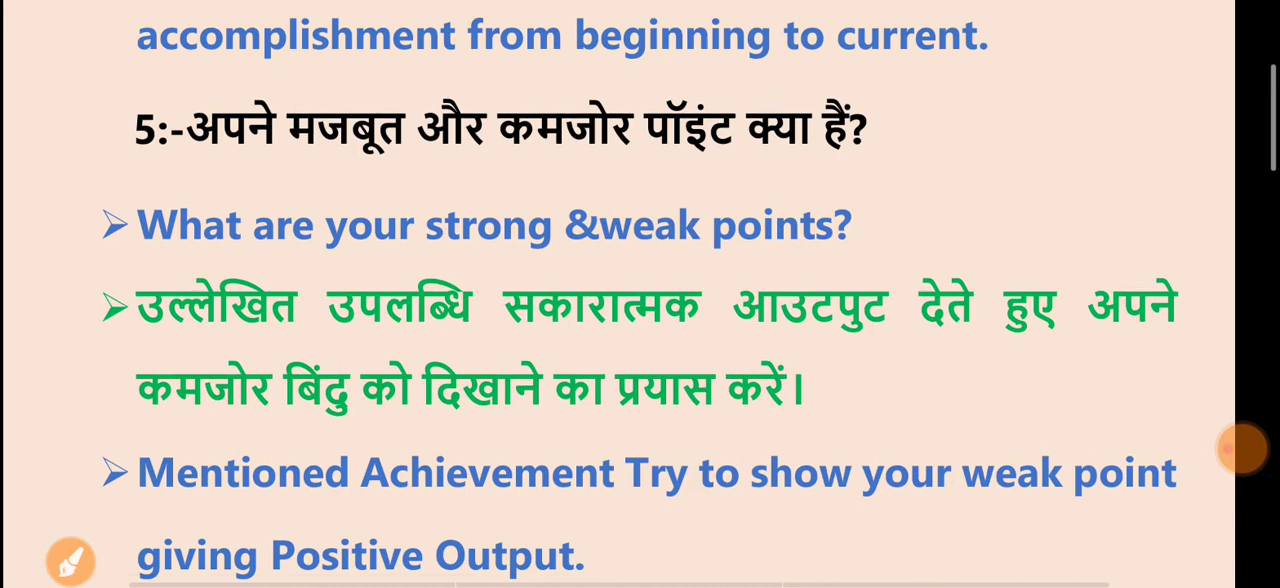 accomplishment from beginning to current.
5:-अपने मजबूत और कमजोर पॉइंट क्या हैं?
➢ What are your strong &weak points?
➢ उल्लेखित उपलब्धि सकारात्मक आउटपुट देते हुए अपने
कमजोर बिंदु को दिखाने का प्रयास करें।
➢ Mentioned Achievement Try to show your weak point
giving Positive Output.